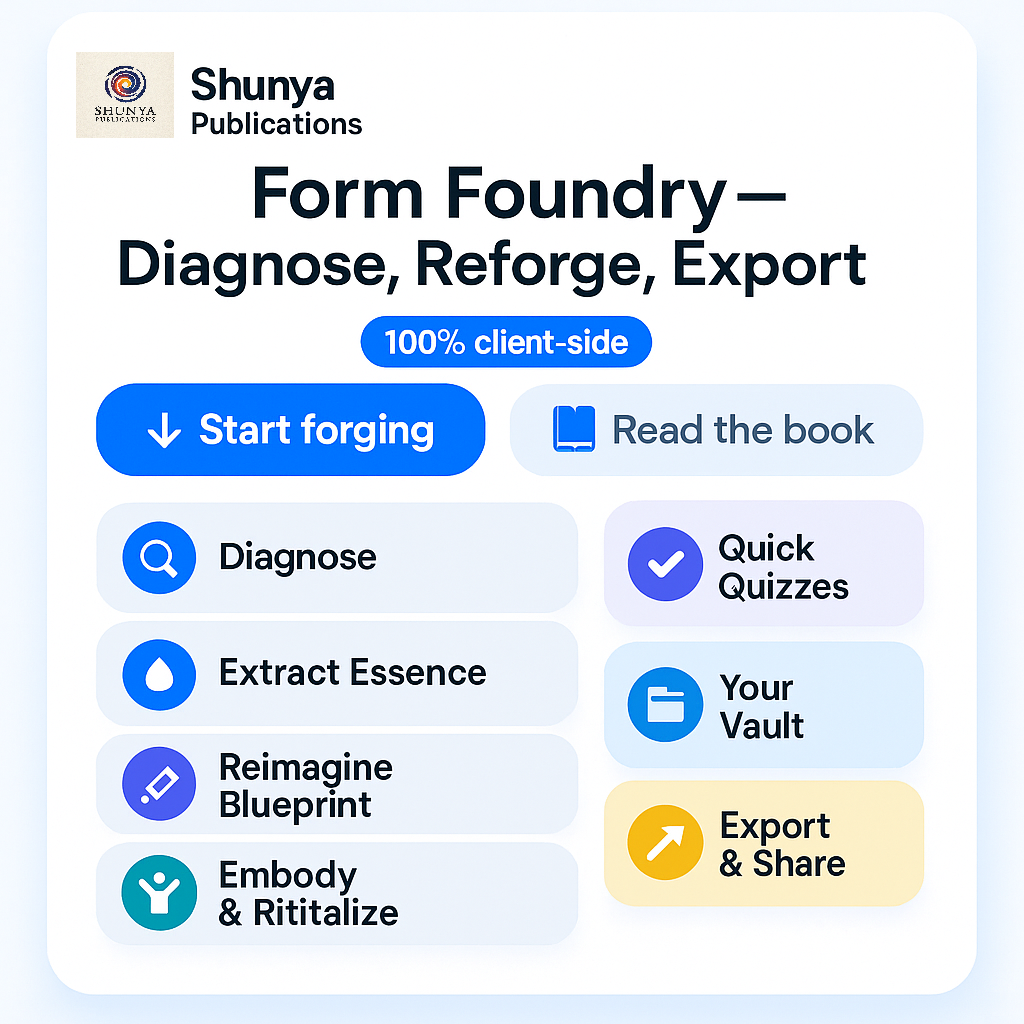 SHUNYA
PUBLICATIONS
Shunya
Publications
Form Foundry –
Diagnose, Reforge, Export
100% client-side
Start forging
Read the book
Diagnose
Extract Essence
Reimagine
Blueprint
Embody
& Rititalize
Quick
Quizzes
Your
Vault
Export
& Share